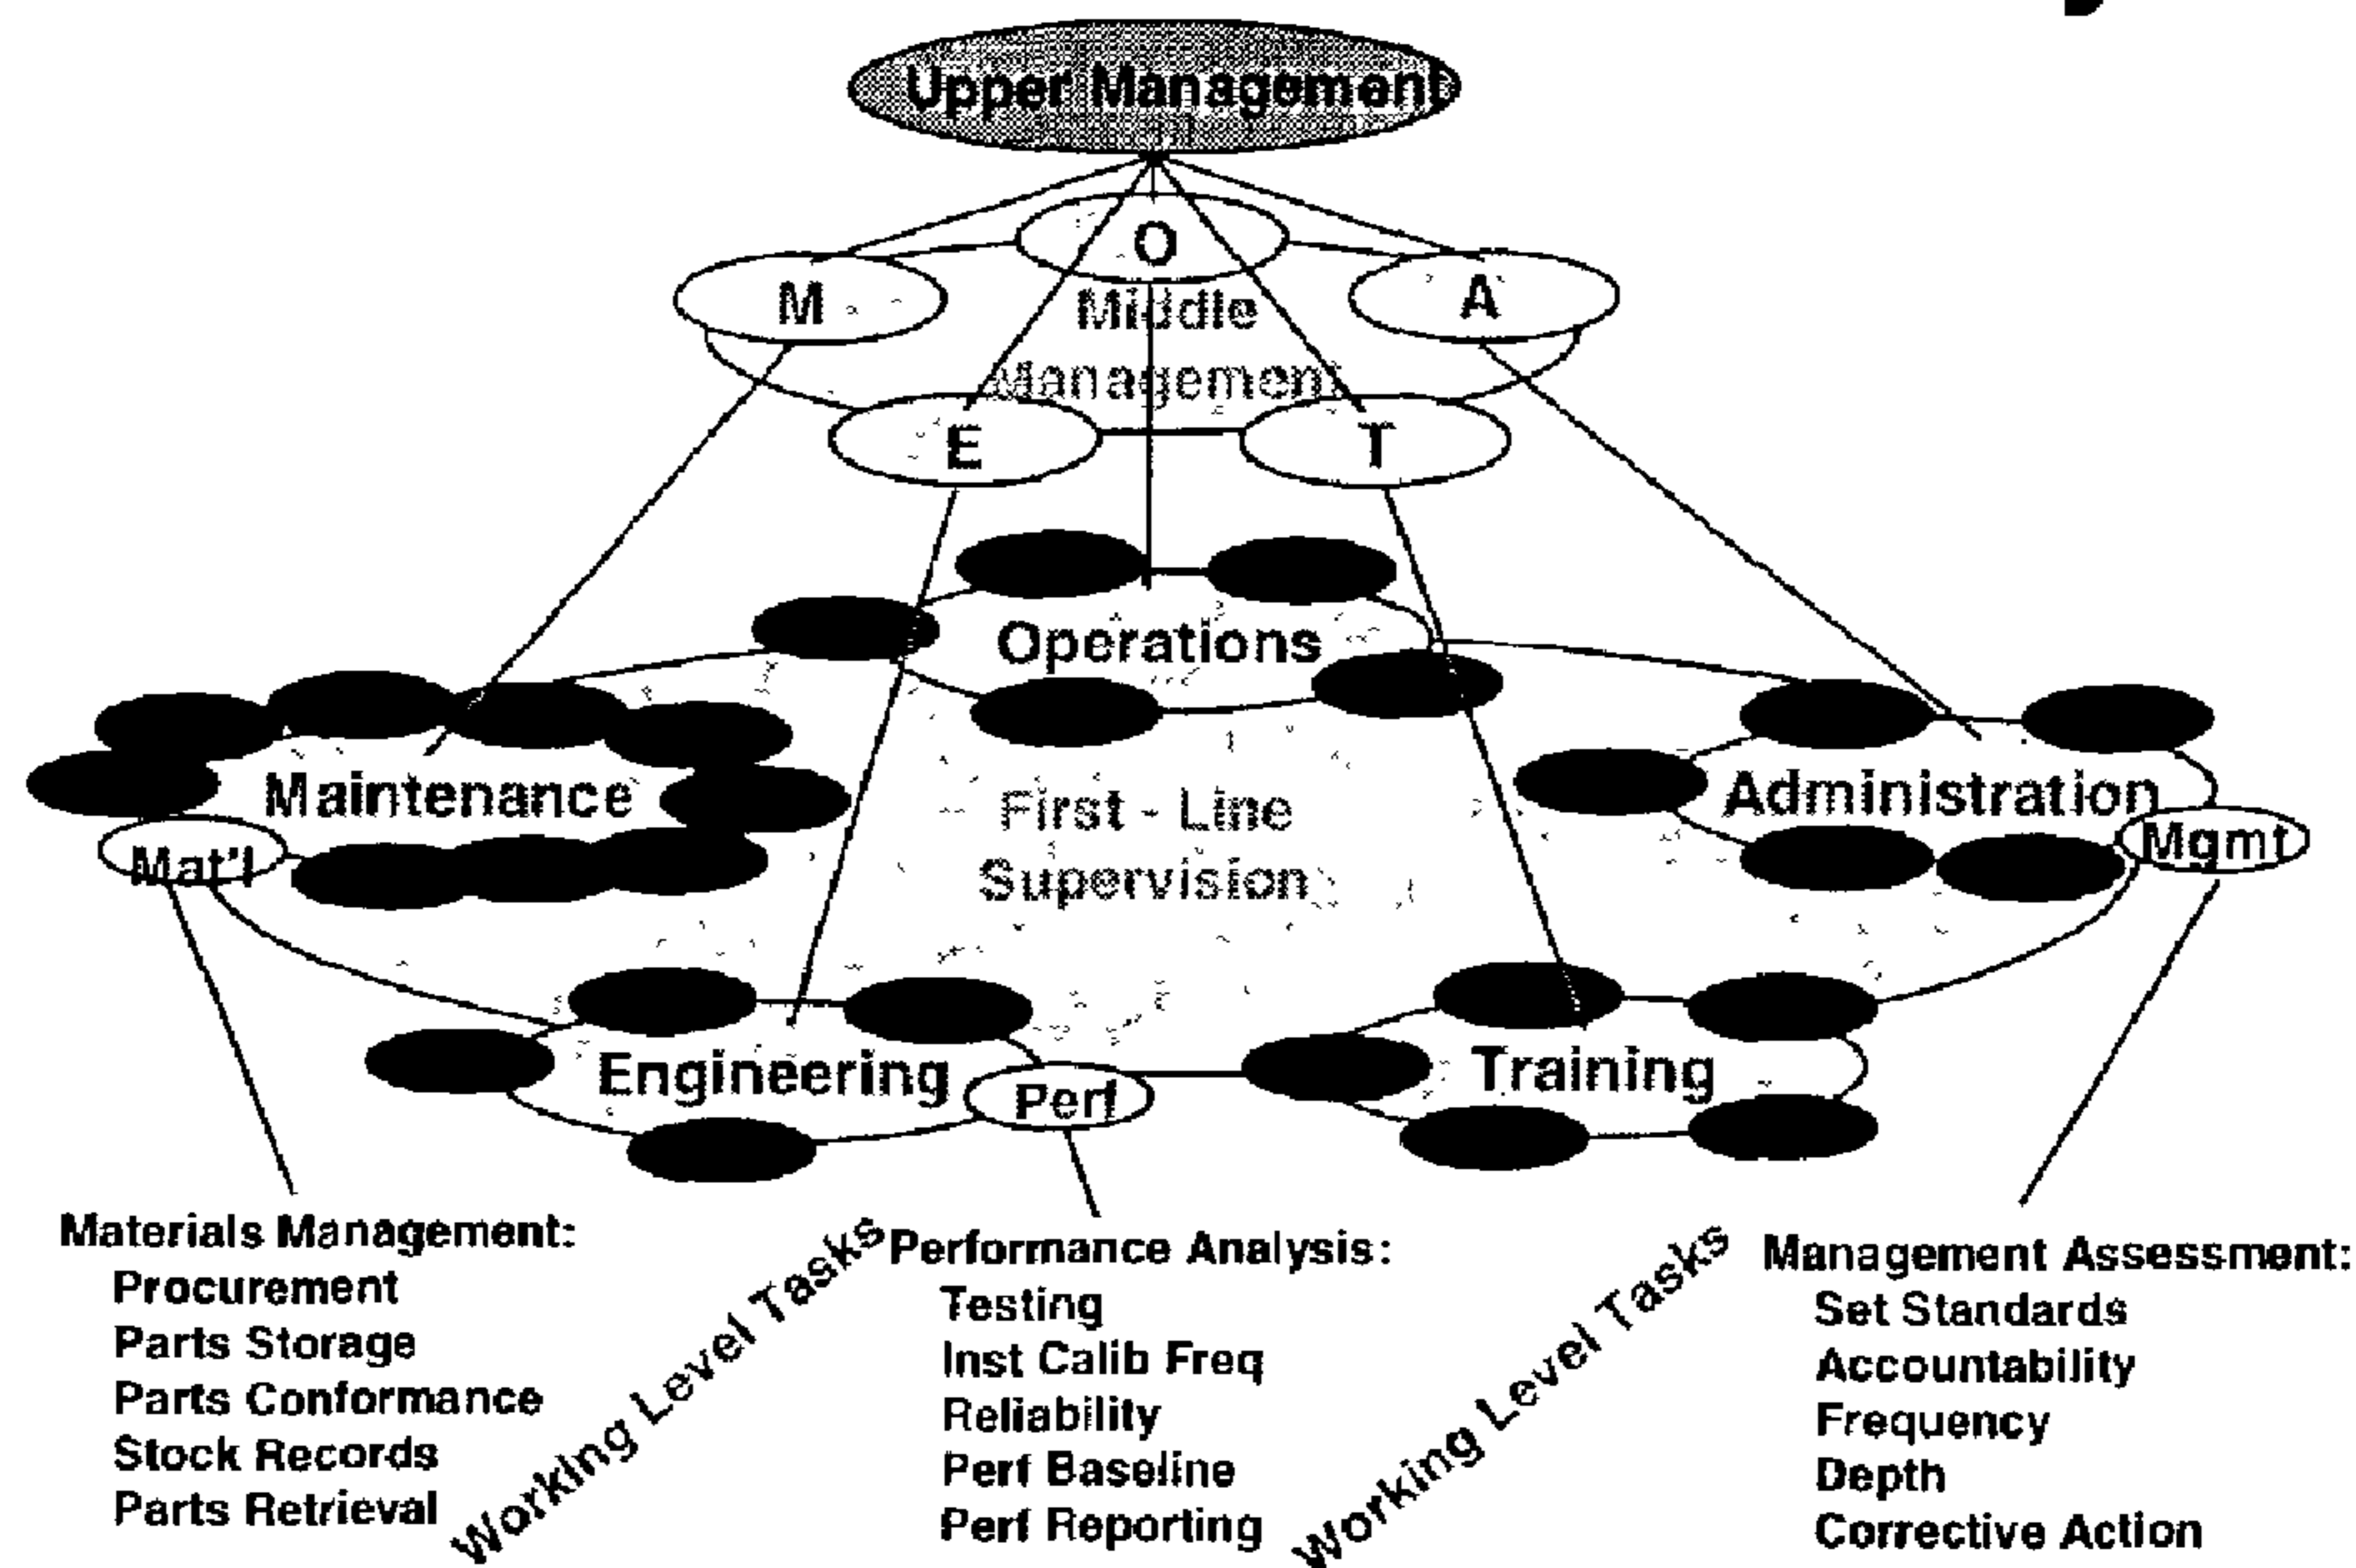 Upper Management
O
M
A
Middle
Management
E
T
Operations
Maintenance
Administration
First - Line
Supervision
Mat'l
Mgmt
Engineering
Training
Perf
Materials Management:
Procurement
Parts Storage
Parts Conformance
Stock Records
Parts Retrieval
Working Level Tasks
Performance Analysis:
Testing
Inst Calib Freq
Reliability
Perf Baseline
Perf Reporting
Working Level Tasks
Management Assessment:
Set Standards
Accountability
Frequency
Depth
Corrective Action